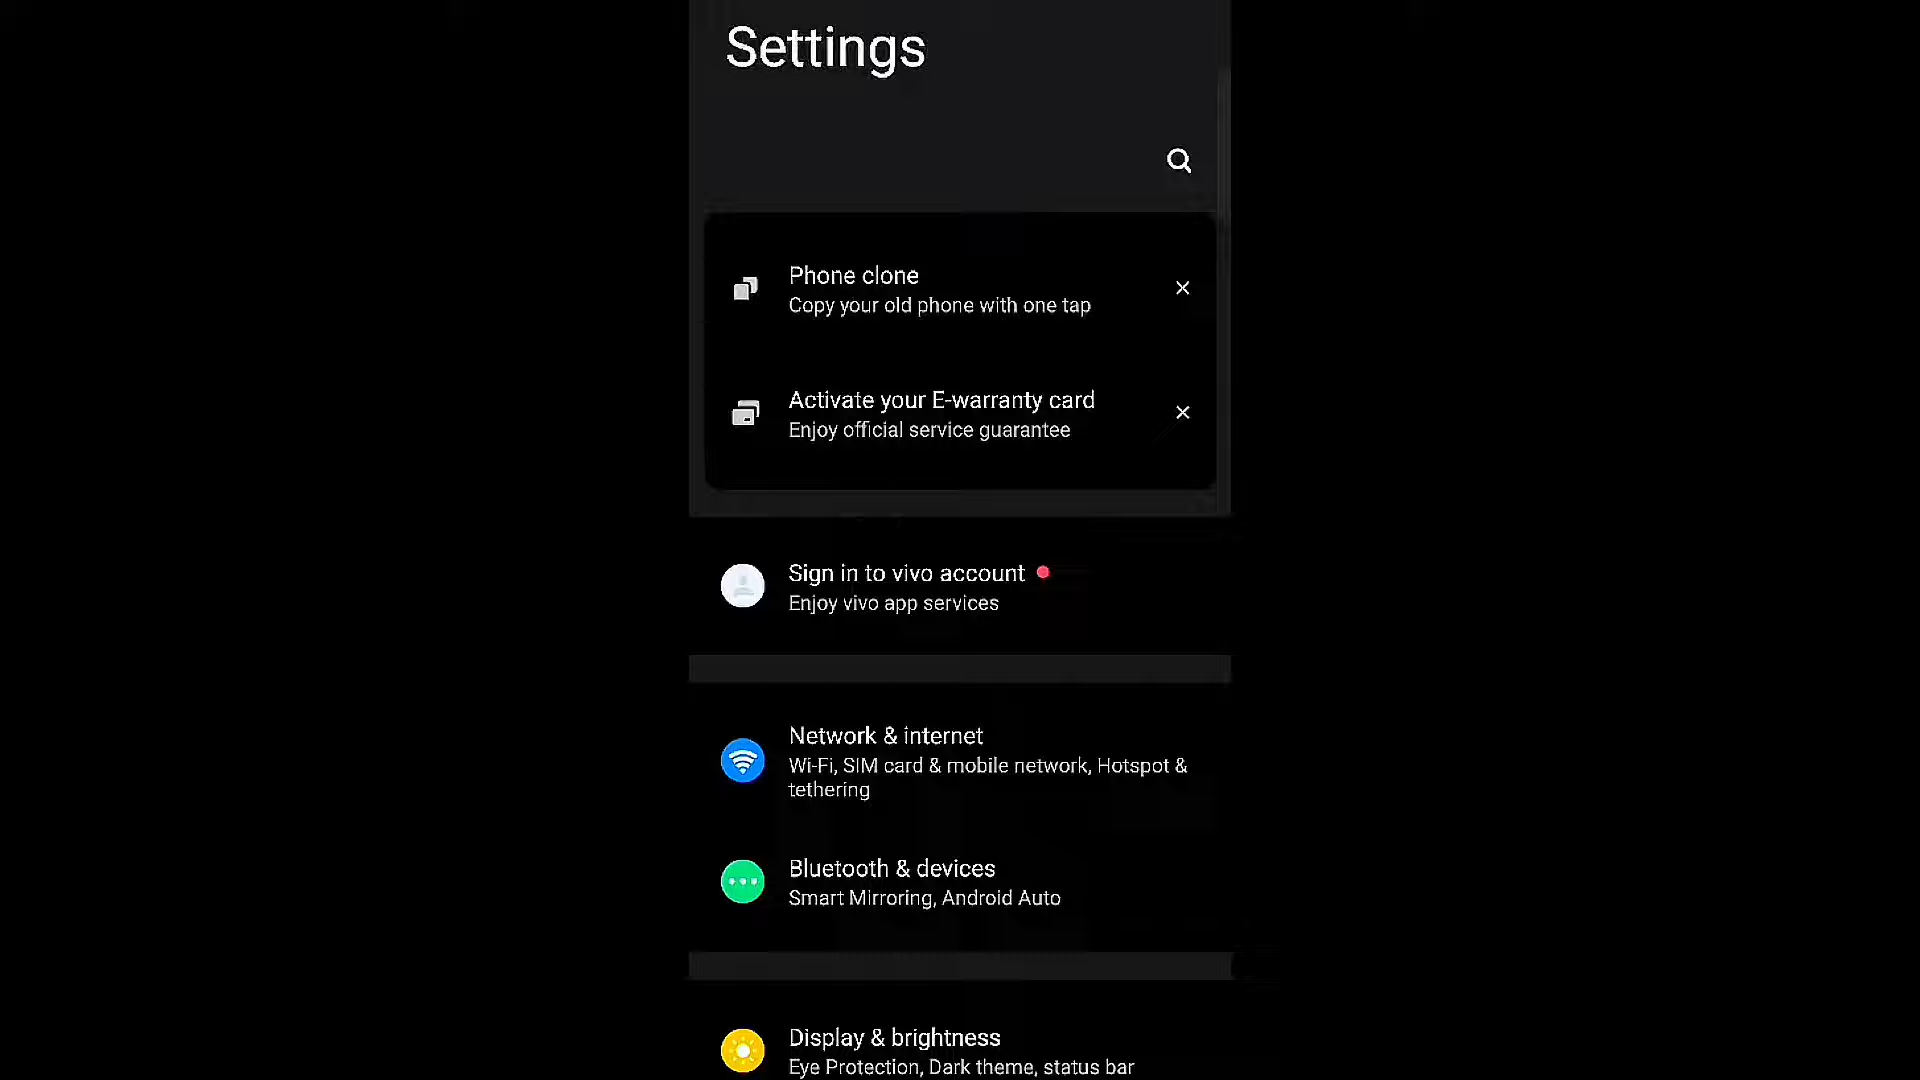 Settings
Phone clone
Copy your old phone with one tap
Activate your E-warranty card
Enjoy official service guarantee
Sign in to vivo account
Enjoy vivo app services
Network & internet
Wi-Fi, SIM card & mobile network, Hotspot &
tethering
Bluetooth & devices
Smart Mirroring, Android Auto
Display & brightness
Eye Protection, Dark theme, status bar